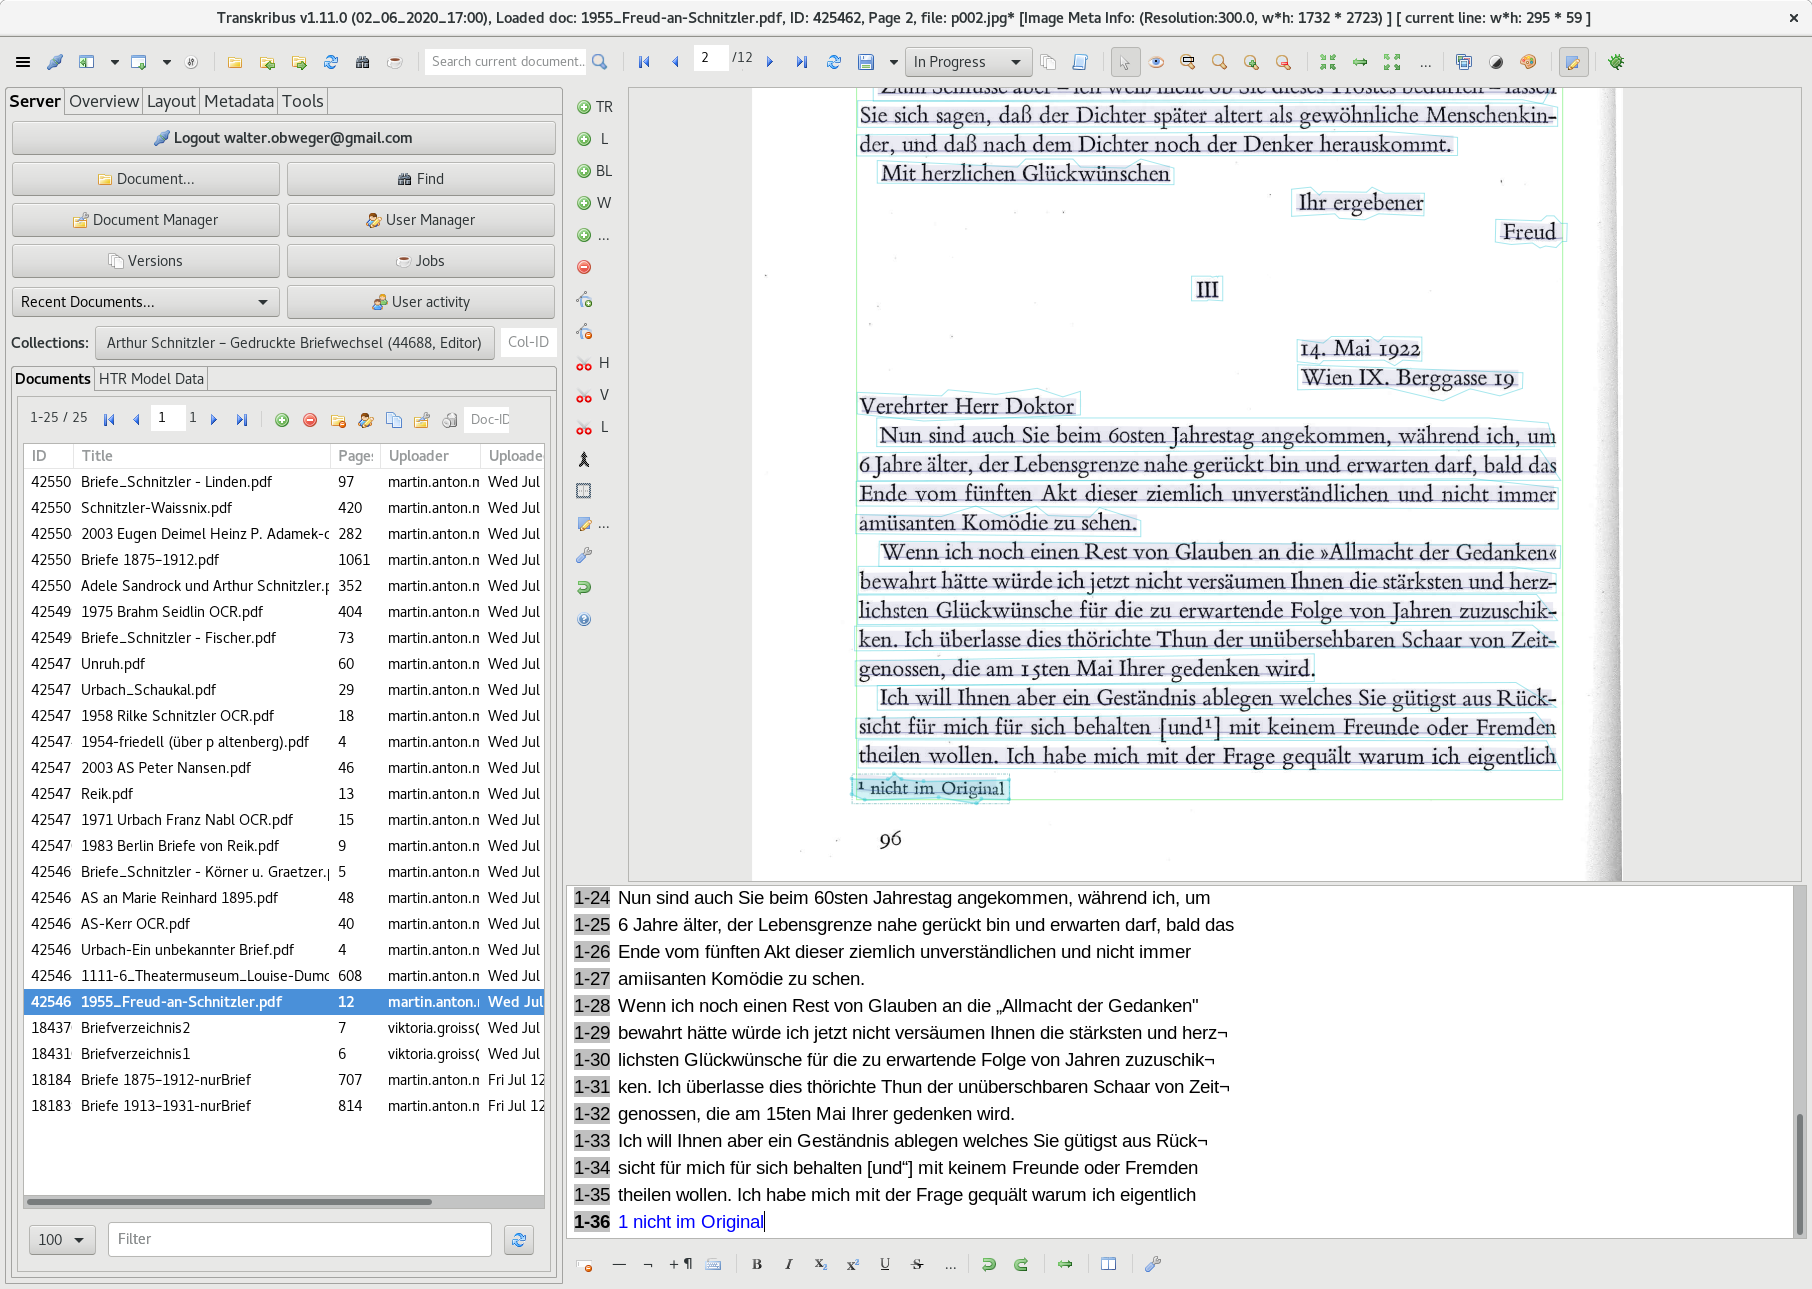 Transkribus v1.11.0 (02_06_2020_17:00), Loaded doc: 1955_Freud-an-Schnitzler.pdf, ID: 425462, Page 2, file: p002.jpg* [Image Meta Info: (Resolution:300.0, w*h: 1732 * 2723) ] [ current line: w*h: 295 * 59 ]
Search current document...
2 /12
In Progress
...
Server Overview Layout Metadata Tools
Logout walter.obweger@gmail.com
Document... Find
Document Manager User Manager
Versions Jobs
Recent Documents... User activity
Collections: Arthur Schnitzler – Gedruckte Briefwechsel (44688, Editor) Col-ID
Documents HTR Model Data
1-25 / 25 1 1 Doc-ID
ID Title Pages Uploader Uploade
42550 Briefe_Schnitzler - Linden.pdf 97 martin.anton.m Wed Jul
42550 Schnitzler-Waissnix.pdf 420 martin.anton.m Wed Jul
42550 2003 Eugen Deimel Heinz P. Adamek-c 282 martin.anton.m Wed Jul
42550 Briefe 1875–1912.pdf 1061 martin.anton.m Wed Jul
42550 Adele Sandrock und Arthur Schnitzler.p 352 martin.anton.m Wed Jul
42549 1975 Brahm Seidlin OCR.pdf 404 martin.anton.m Wed Jul
42549 Briefe_Schnitzler - Fischer.pdf 73 martin.anton.m Wed Jul
42547 Unruh.pdf 60 martin.anton.m Wed Jul
42547 Urbach_Schaukal.pdf 29 martin.anton.m Wed Jul
42547 1958 Rilke Schnitzler OCR.pdf 18 martin.anton.m Wed Jul
42547 1954-friedell (über p altenberg).pdf 4 martin.anton.m Wed Jul
42547 2003 AS Peter Nansen.pdf 46 martin.anton.m Wed Jul
42547 Reik.pdf 13 martin.anton.m Wed Jul
42547 1971 Urbach Franz Nabl OCR.pdf 15 martin.anton.m Wed Jul
42547 1983 Berlin Briefe von Reik.pdf 9 martin.anton.m Wed Jul
42546 Briefe_Schnitzler - Körner u. Graetzer.p 5 martin.anton.m Wed Jul
42546 AS an Marie Reinhard 1895.pdf 48 martin.anton.m Wed Jul
42546 AS-Kerr OCR.pdf 40 martin.anton.m Wed Jul
42546 Urbach-Ein unbekannter Brief.pdf 4 martin.anton.m Wed Jul
42546 1111-6_Theatermuseum_Louise-Dumo 608 martin.anton.m Wed Jul
42546 1955_Freud-an-Schnitzler.pdf 12 martin.anton.m Wed Jul
18437 Briefverzeichnis2 7 viktoria.groiss( Wed Jul
18431 Briefverzeichnis1 6 viktoria.groiss( Wed Jul
18184 Briefe 1875–1912-nurBrief 707 martin.anton.m Fri Jul 12
18183 Briefe 1913–1931-nurBrief 814 martin.anton.m Fri Jul 12
100 Filter
TR
L
BL
W
...
H
V
L
...
Zum Schlusse aber – ich weiß nicht ob Sie dieses Trostes bedürfen – lassen
Sie sich sagen, daß der Dichter später altert als gewöhnliche Menschenkin-
der, und daß nach dem Dichter noch der Denker herauskommt.
Mit herzlichen Glückwünschen
Ihr ergebener
Freud
III
14. Mai 1922
Wien IX. Berggasse 19
Verehrter Herr Doktor
Nun sind auch Sie beim 60sten Jahrestag angekommen, während ich, um
6 Jahre älter, der Lebensgrenze nahe gerückt bin und erwarten darf, bald das
Ende vom fünften Akt dieser ziemlich unverständlichen und nicht immer
amüsanten Komödie zu sehen.
Wenn ich noch einen Rest von Glauben an die »Allmacht der Gedanken«
bewahrt hätte würde ich jetzt nicht versäumen Ihnen die stärksten und herz-
lichsten Glückwünsche für die zu erwartende Folge von Jahren zuzuschik-
ken. Ich überlasse dies thörichte Thun der unübersehbaren Schaar von Zeit-
genossen, die am 15ten Mai Ihrer gedenken wird.
Ich will Ihnen aber ein Geständnis ablegen welches Sie gütigst aus Rück-
sicht für mich für sich behalten [und¹] mit keinem Freunde oder Fremden
theilen wollen. Ich habe mich mit der Frage gequält warum ich eigentlich
¹ nicht im Original
96
1-24 Nun sind auch Sie beim 60sten Jahrestag angekommen, während ich, um
1-25 6 Jahre älter, der Lebensgrenze nahe gerückt bin und erwarten darf, bald das
1-26 Ende vom fünften Akt dieser ziemlich unverständlichen und nicht immer
1-27 amiisanten Komödie zu schen.
1-28 Wenn ich noch einen Rest von Glauben an die „Allmacht der Gedanken"
1-29 bewahrt hätte würde ich jetzt nicht versäumen Ihnen die stärksten und herz¬
1-30 lichsten Glückwünsche für die zu erwartende Folge von Jahren zuzuschik¬
1-31 ken. Ich überlasse dies thörichte Thun der unüberschbaren Schaar von Zeit¬
1-32 genossen, die am 15ten Mai Ihrer gedenken wird.
1-33 Ich will Ihnen aber ein Geständnis ablegen welches Sie gütigst aus Rück¬
1-34 sicht für mich für sich behalten [und“] mit keinem Freunde oder Fremden
1-35 theilen wollen. Ich habe mich mit der Frage gequält warum ich eigentlich
1-36 1 nicht im Original
— ¬ + ¶ B I X₂ X² U S ...